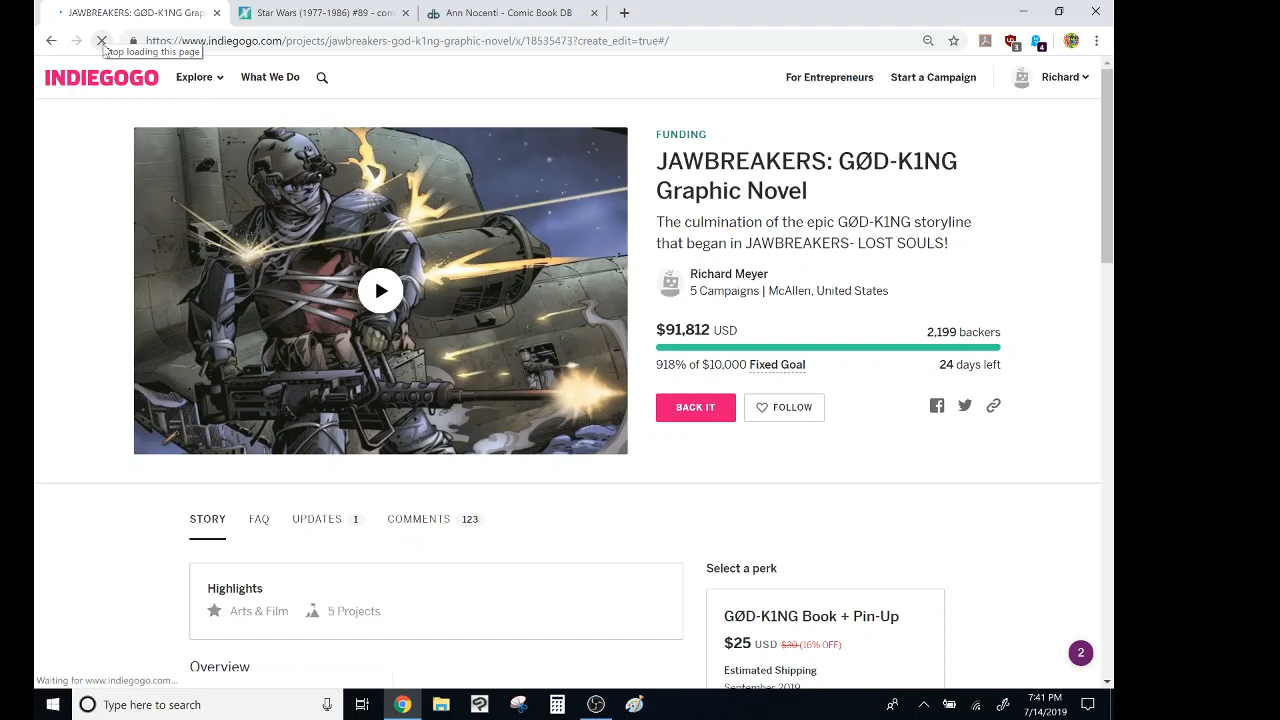 JAWBREAKERS: GØD-K1NG Grap
Star Wars (1977-1986) #89 - com
Ann Nocenti - Comic Book DB
https://www.indiegogo.com/projects/jawbreakers-god-k1ng-graphic-novel/x/18535473?create_edit=true#/
3
4
Stop loading this page
INDIEGOGO
Explore
What We Do
For Entrepreneurs
Start a Campaign
Richard
FUNDING
JAWBREAKERS: GØD-K1NG
Graphic Novel
The culmination of the epic GØD-K1NG storyline
that began in JAWBREAKERS- LOST SOULS!
Richard Meyer
5 Campaigns | McAllen, United States
$91,812 USD
2,199 backers
918% of $10,000 Fixed Goal
24 days left
BACK IT
FOLLOW
STORY
FAQ
UPDATES 1
COMMENTS 123
Highlights
Arts & Film
5 Projects
Overview
Select a perk
GØD-K1NG Book + Pin-Up
$25 USD $30 (16% OFF)
Estimated Shipping
September 2019
2
Waiting for www.indiegogo.com...
Type here to search
7:41 PM
7/14/2019